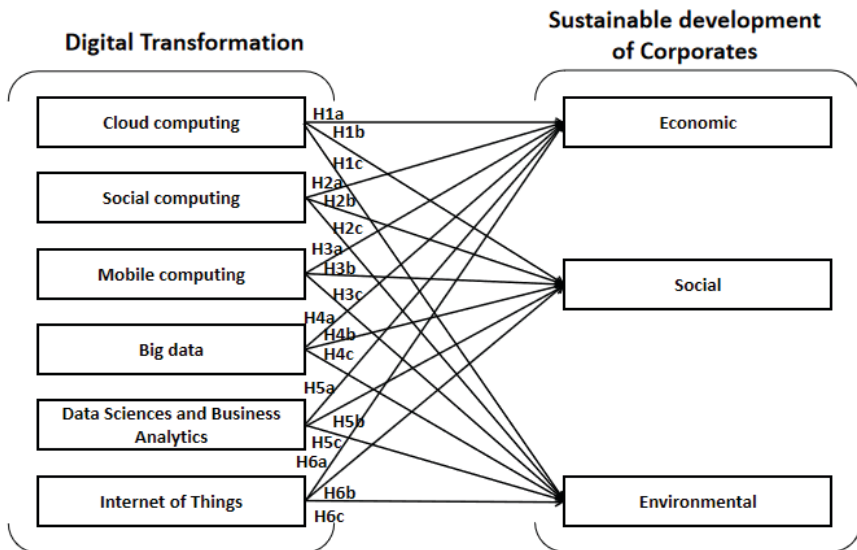 Digital Transformation
Sustainable development
of Corporates
Cloud computing
Social computing
Mobile computing
Big data
Data Sciences and Business
Analytics
Internet of Things
H1a
H1b
H1c
H2a
H2b
H2c
H3a
H3b
H3c
H4a
H4b
H4c
H5a
H5b
H5c
H6a
H6b
H6c
Economic
Social
Environmental